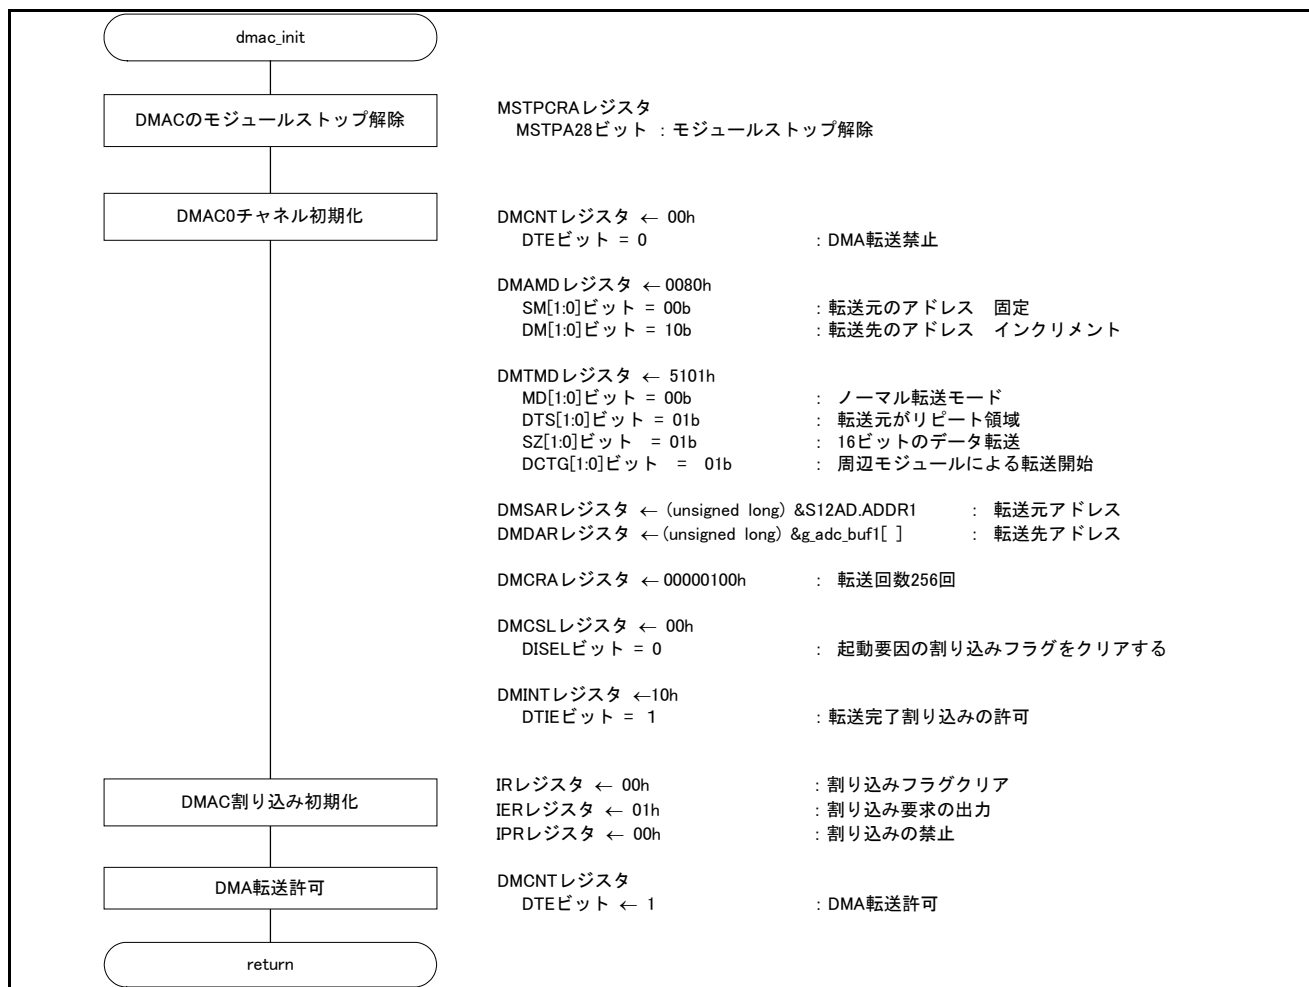 dmac_init
DMACのモジュールストップ解除
MSTPCRAレジスタ
MSTPA28ビット : モジュールストップ解除
DMAC0チャネル初期化
DMCNTレジスタ ← 00h
DTEビット = 0 : DMA転送禁止
DMAMDレジスタ ← 0080h
SM[1:0]ビット = 00b : 転送元のアドレス 固定
DM[1:0]ビット = 10b : 転送先のアドレス インクリメント
DMTMDレジスタ ← 5101h
MD[1:0]ビット = 00b : ノーマル転送モード
DTS[1:0]ビット = 01b : 転送元がリピート領域
SZ[1:0]ビット = 01b : 16ビットのデータ転送
DCTG[1:0]ビット = 01b : 周辺モジュールによる転送開始
DMSARレジスタ ← (unsigned long) &S12AD.ADDR1 : 転送元アドレス
DMDARレジスタ ← (unsigned long) &g_adc_buf1[ ] : 転送先アドレス
DMCRAレジスタ ← 00000100h : 転送回数256回
DMCSLレジスタ ← 00h
DISELビット = 0 : 起動要因の割り込みフラグをクリアする
DMINTレジスタ ←10h
DTIEビット = 1 : 転送完了割り込みの許可
DMAC割り込み初期化
IRレジスタ ← 00h : 割り込みフラグクリア
IERレジスタ ← 01h : 割り込み要求の出力
IPRレジスタ ← 00h : 割り込みの禁止
DMA転送許可
DMCNTレジスタ
DTEビット ← 1 : DMA転送許可
return